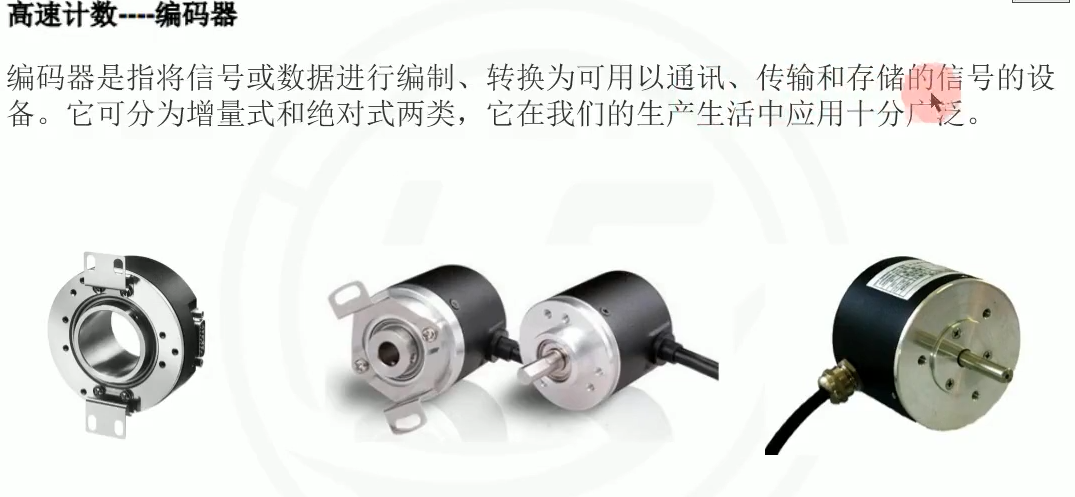 高速计数----编码器
编码器是指将信号或数据进行编制、转换为可用以通讯、传输和存储的信号的设
备。它可分为增量式和绝对式两类，它在我们的生产生活中应用十分广泛。